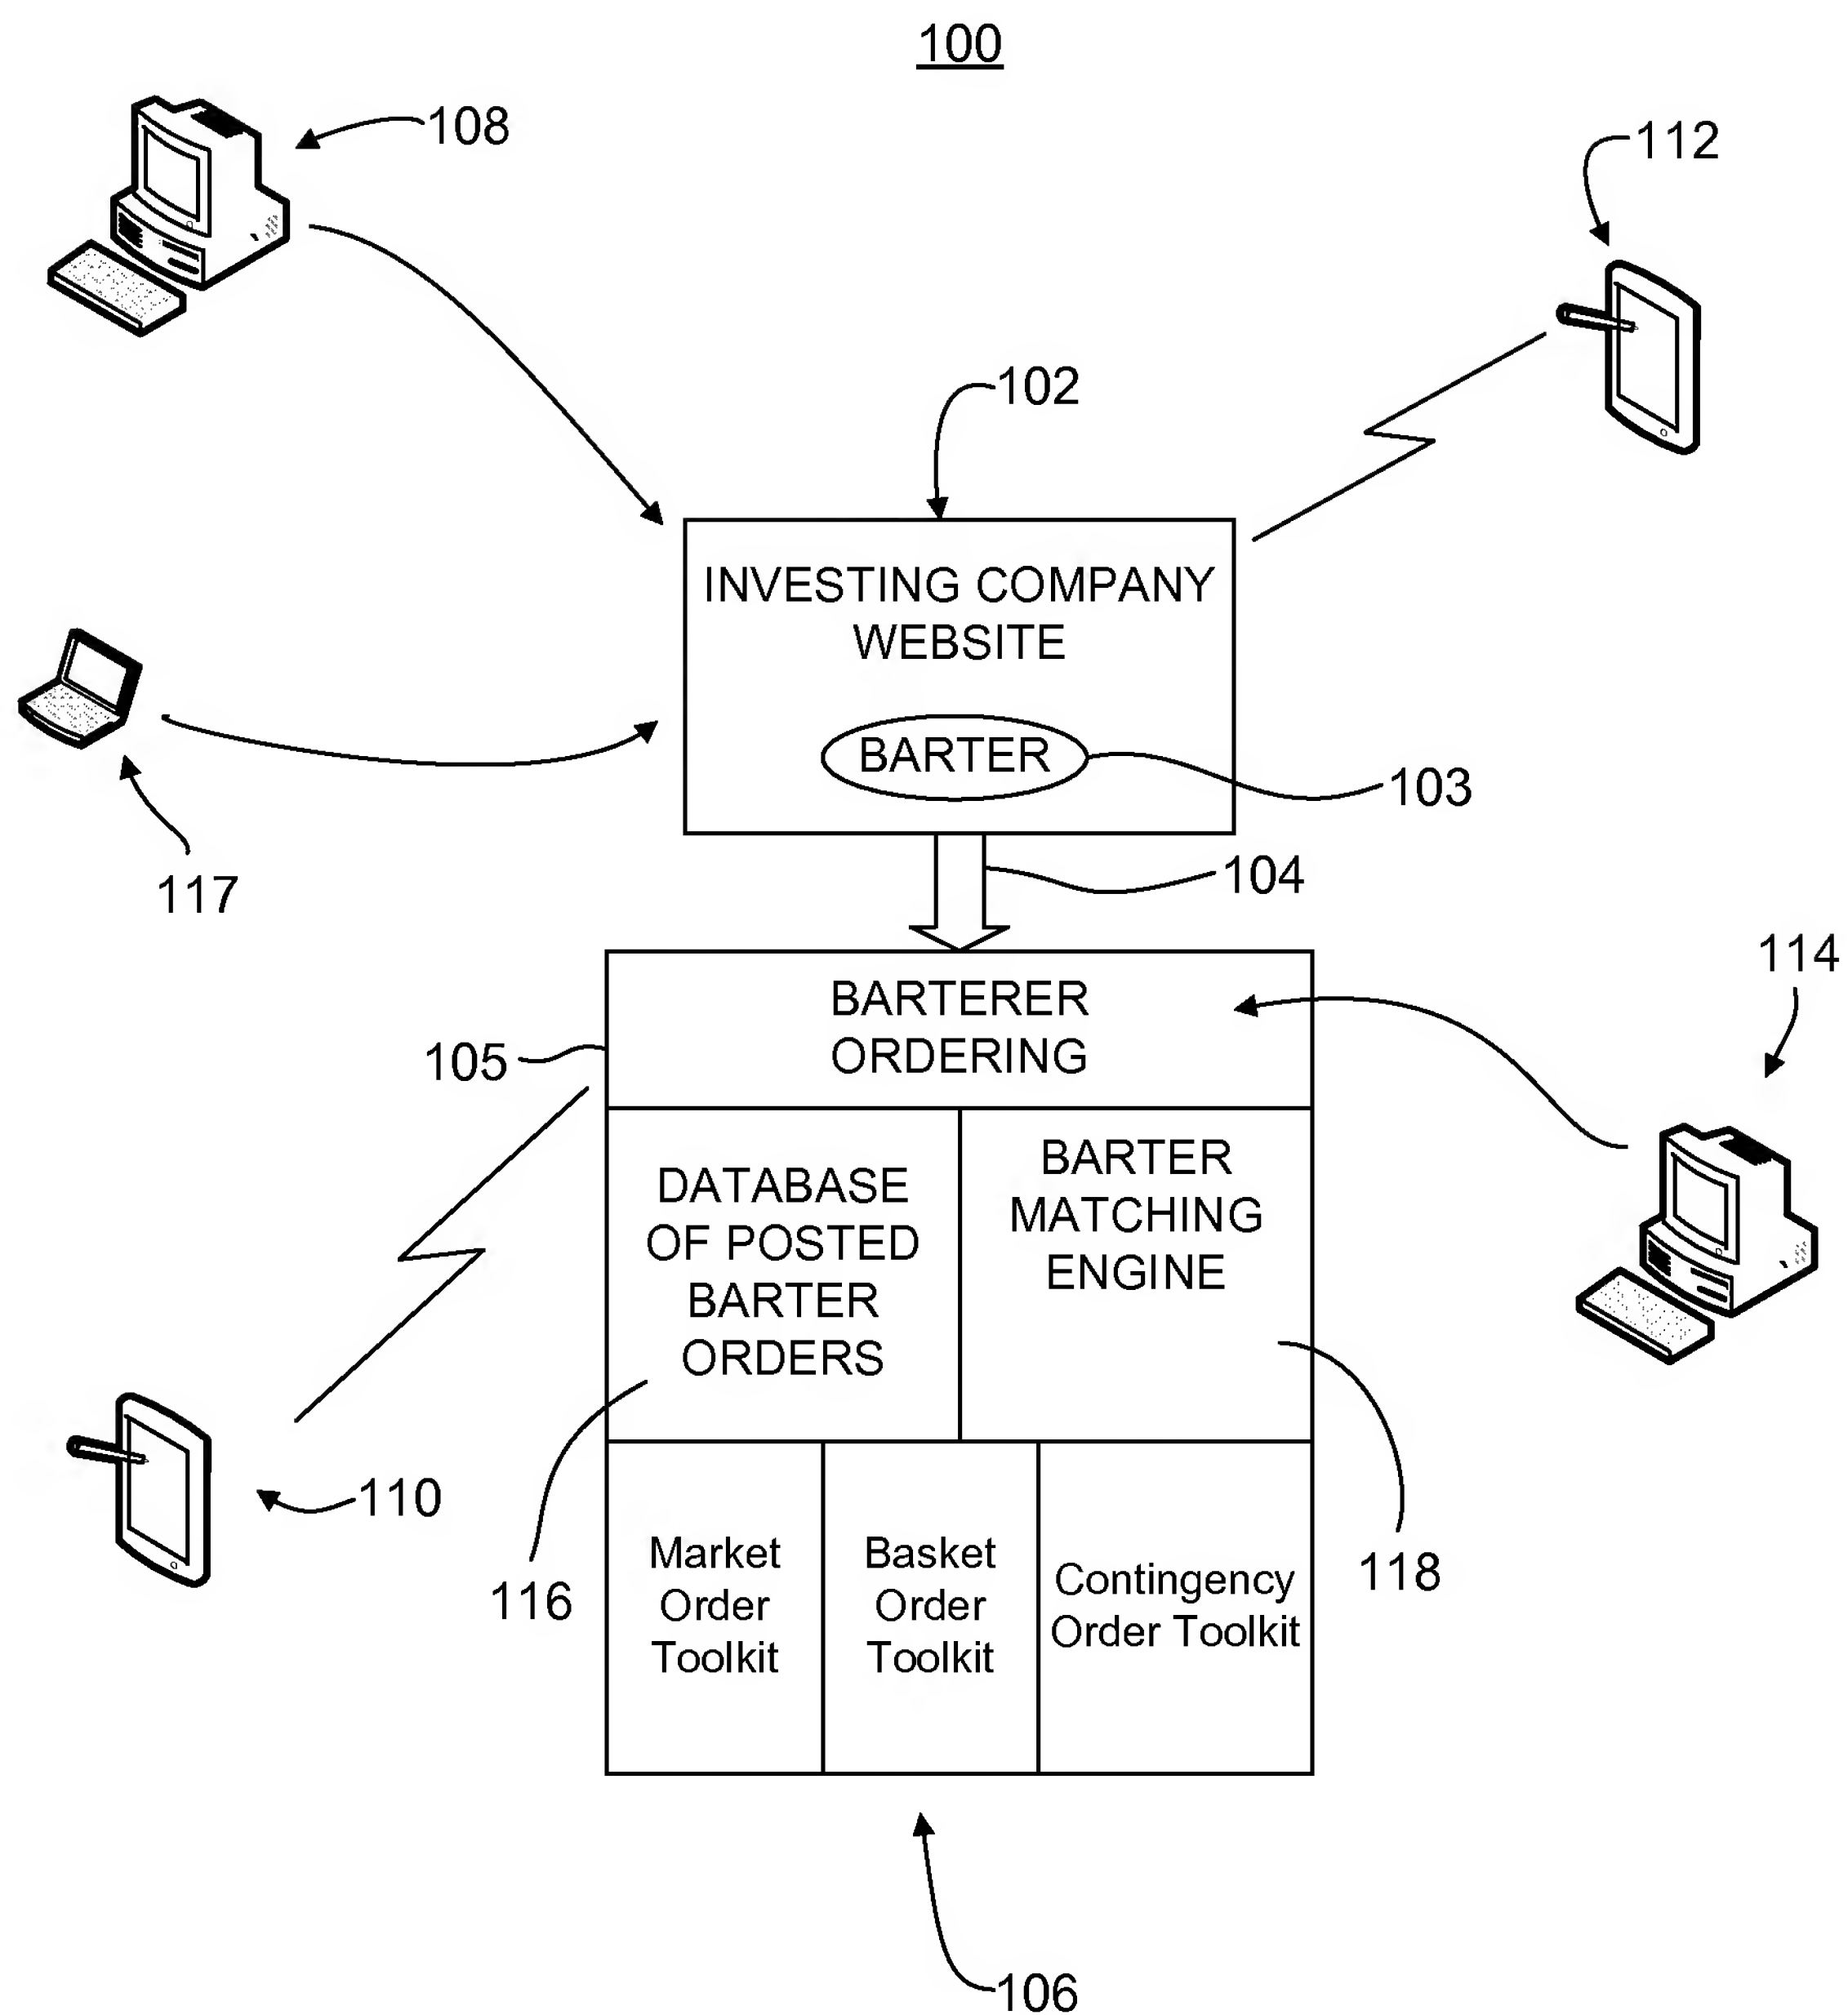 100
108
112
102
INVESTING COMPANY
WEBSITE
BARTER
103
117
104
114
BARTERER
ORDERING
105
DATABASE
OF POSTED
BARTER
ORDERS
BARTER
MATCHING
ENGINE
110
116
118
Market
Order
Toolkit
Basket
Order
Toolkit
Contingency
Order Toolkit
106